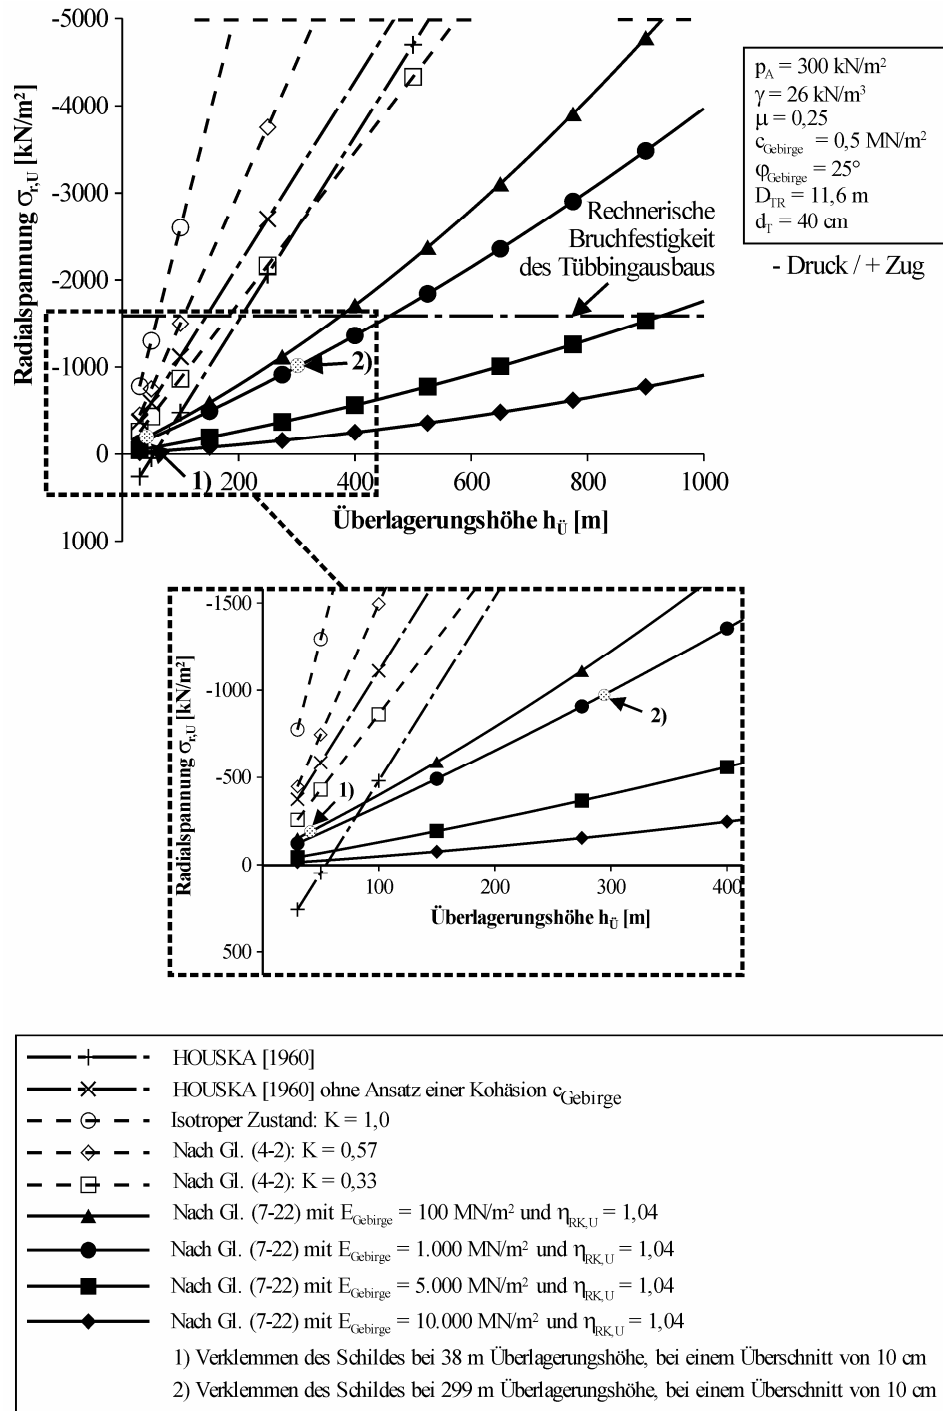 -5000
-4000
-3000
-2000
-1000
0
1000
Radialspannung σr,U [kN/m²]
200
400
600
800
1000
Überlagerungshöhe hÜ [m]
Rechnerische
Bruchfestigkeit
des Tübbingausbaus
1)
2)
pA = 300 kN/m²
γ = 26 kN/m³
μ = 0,25
cGebirge = 0,5 MN/m²
φGebirge = 25°
DTR = 11,6 m
dT = 40 cm
- Druck / + Zug
-1500
-1000
-500
0
500
Radialspannung σr,U [kN/m²]
100
200
300
400
Überlagerungshöhe hÜ [m]
1)
2)
HOUSKA [1960]
HOUSKA [1960] ohne Ansatz einer Kohäsion cGebirge
Isotroper Zustand: K = 1,0
Nach Gl. (4-2): K = 0,57
Nach Gl. (4-2): K = 0,33
Nach Gl. (7-22) mit EGebirge = 100 MN/m² und ηRK,U = 1,04
Nach Gl. (7-22) mit EGebirge = 1.000 MN/m² und ηRK,U = 1,04
Nach Gl. (7-22) mit EGebirge = 5.000 MN/m² und ηRK,U = 1,04
Nach Gl. (7-22) mit EGebirge = 10.000 MN/m² und ηRK,U = 1,04
1) Verklemmen des Schildes bei 38 m Überlagerungshöhe, bei einem Überschnitt von 10 cm
2) Verklemmen des Schildes bei 299 m Überlagerungshöhe, bei einem Überschnitt von 10 cm